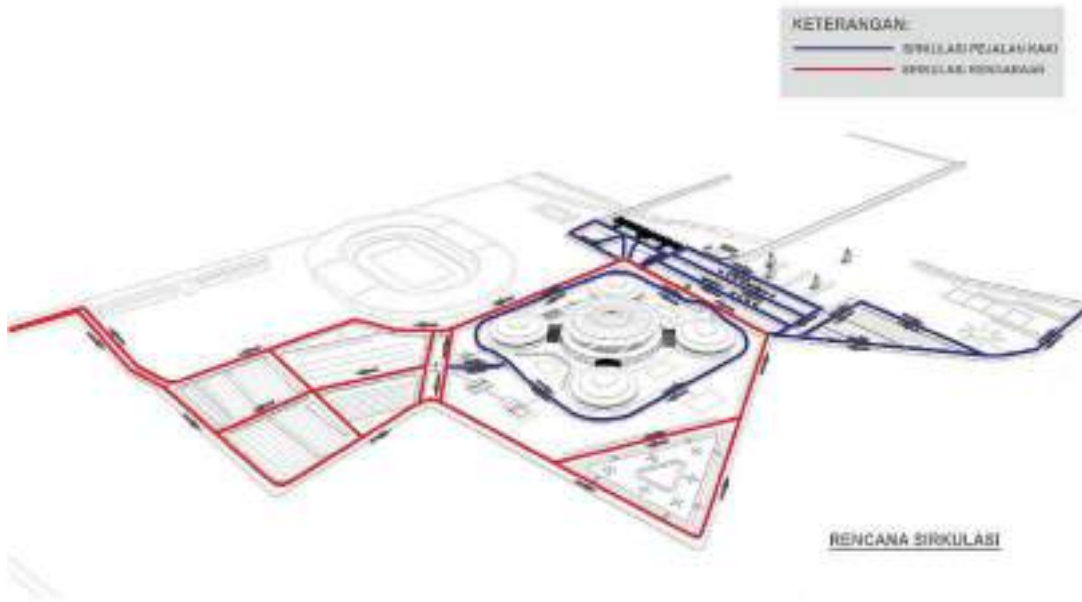 KETERANGAN:
SIRKULASI PEJALAN KAKI
SIRKULASI KENDARAAN
RENCANA SIRKULASI